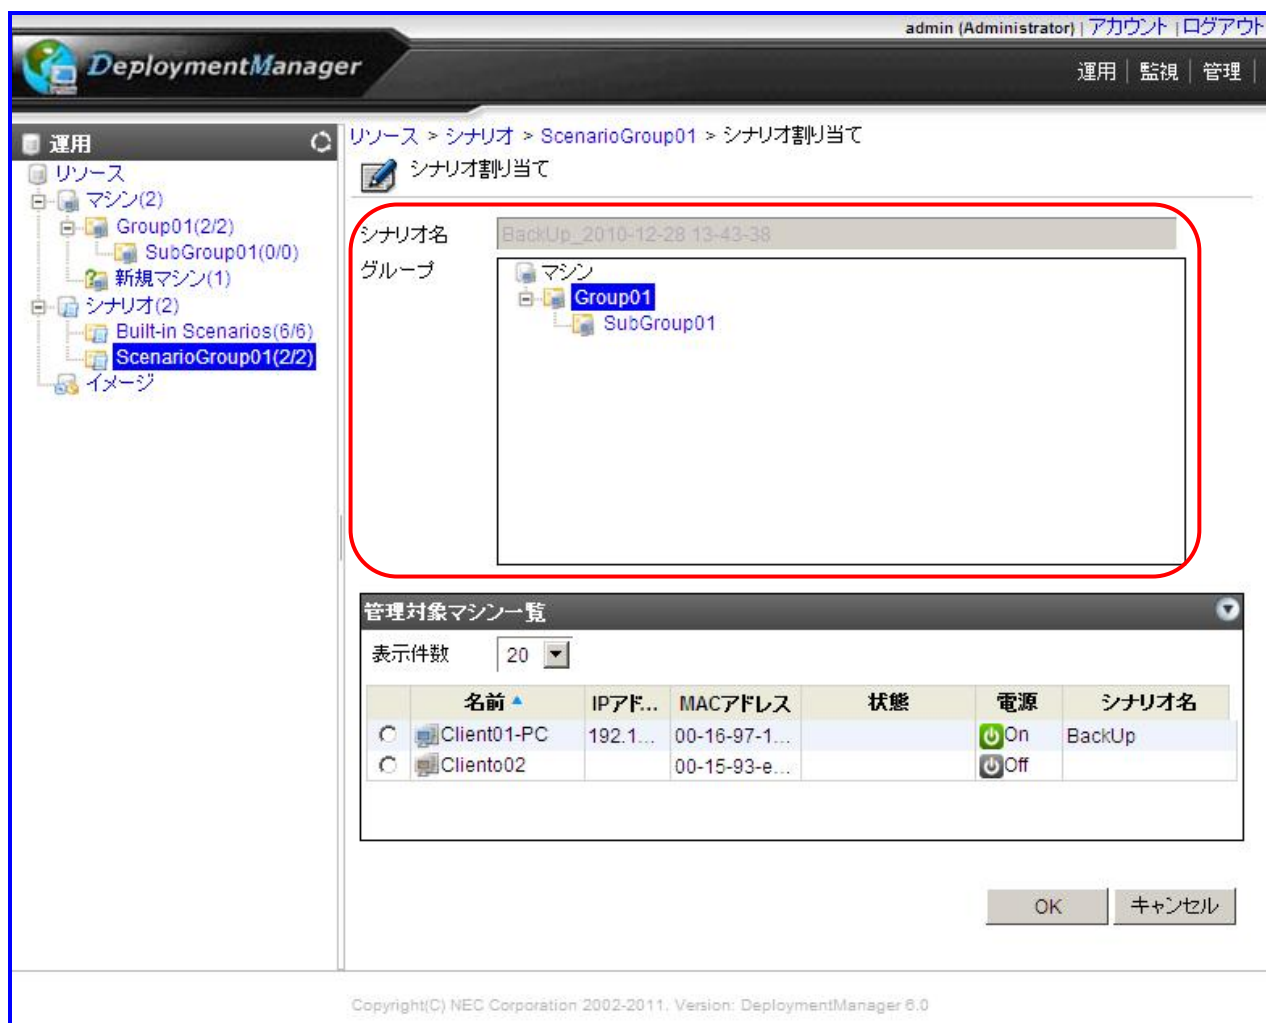 admin (Administrator) | アカウント | ログアウト
DeploymentManager
運用 | 監視 | 管理 |
運用
リソース
マシン(2)
Group01(2/2)
SubGroup01(0/0)
新規マシン(1)
シナリオ(2)
Built-in Scenarios(6/6)
ScenarioGroup01(2/2)
イメージ
リソース > シナリオ > ScenarioGroup01 > シナリオ割り当て
シナリオ割り当て
シナリオ名 BackUp_2010-12-28 13-43-38
グループ
マシン
Group01
SubGroup01
管理対象マシン一覧
表示件数 20
名前 IPアド... MACアドレス 状態 電源 シナリオ名
Client01-PC 192.1... 00-16-97-1... On BackUp
Cliento02 00-15-93-e... Off
OK キャンセル
Copyright(C) NEC Corporation 2002-2011. Version: DeploymentManager 6.0